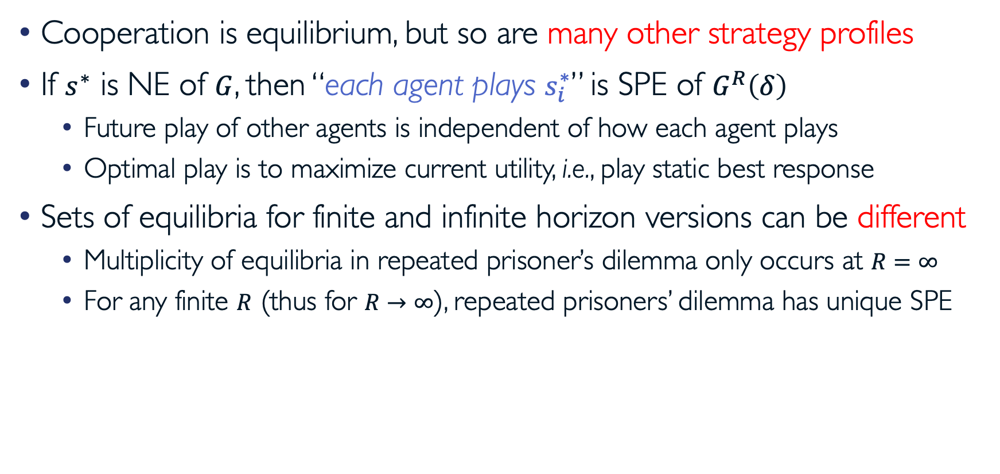 • Cooperation is equilibrium, but so are many other strategy profiles
• If s* is NE of G, then “each agent plays s_i^*” is SPE of G^R(δ)
• Future play of other agents is independent of how each agent plays
• Optimal play is to maximize current utility, i.e., play static best response
• Sets of equilibria for finite and infinite horizon versions can be different
• Multiplicity of equilibria in repeated prisoner’s dilemma only occurs at R = ∞
• For any finite R (thus for R → ∞), repeated prisoners’ dilemma has unique SPE